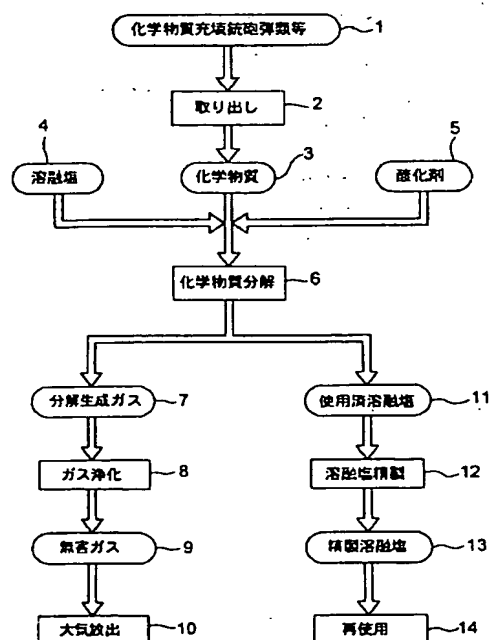 化学物質充填銃砲弾類等 1
取り出し 2
4 3 5
溶融塩 化学物質 酸化剤
化学物質分解 6
分解生成ガス 7 使用済溶融塩 11
ガス浄化 8 溶融塩精製 12
無害ガス 9 精製溶融塩 13
大気放出 10 再使用 14